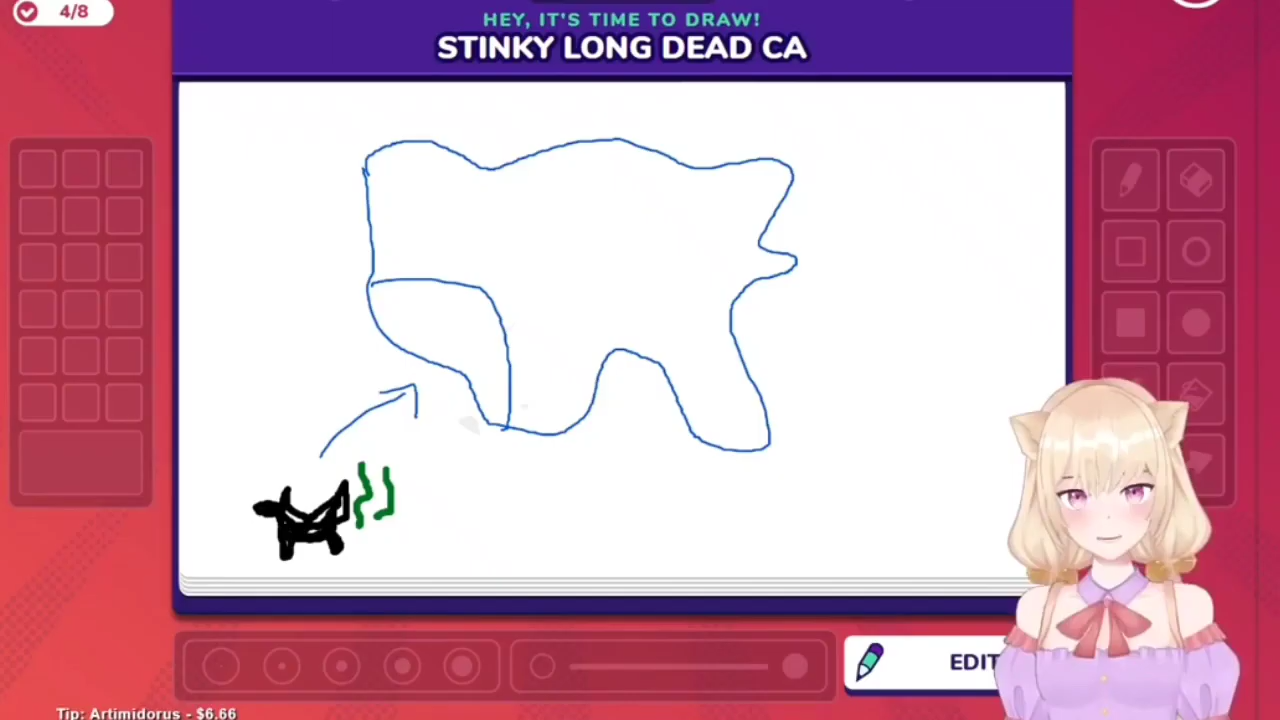 4/8
HEY, IT'S TIME TO DRAW!
STINKY LONG DEAD CA
EDIT
Tip: Artimidorus - $6.66